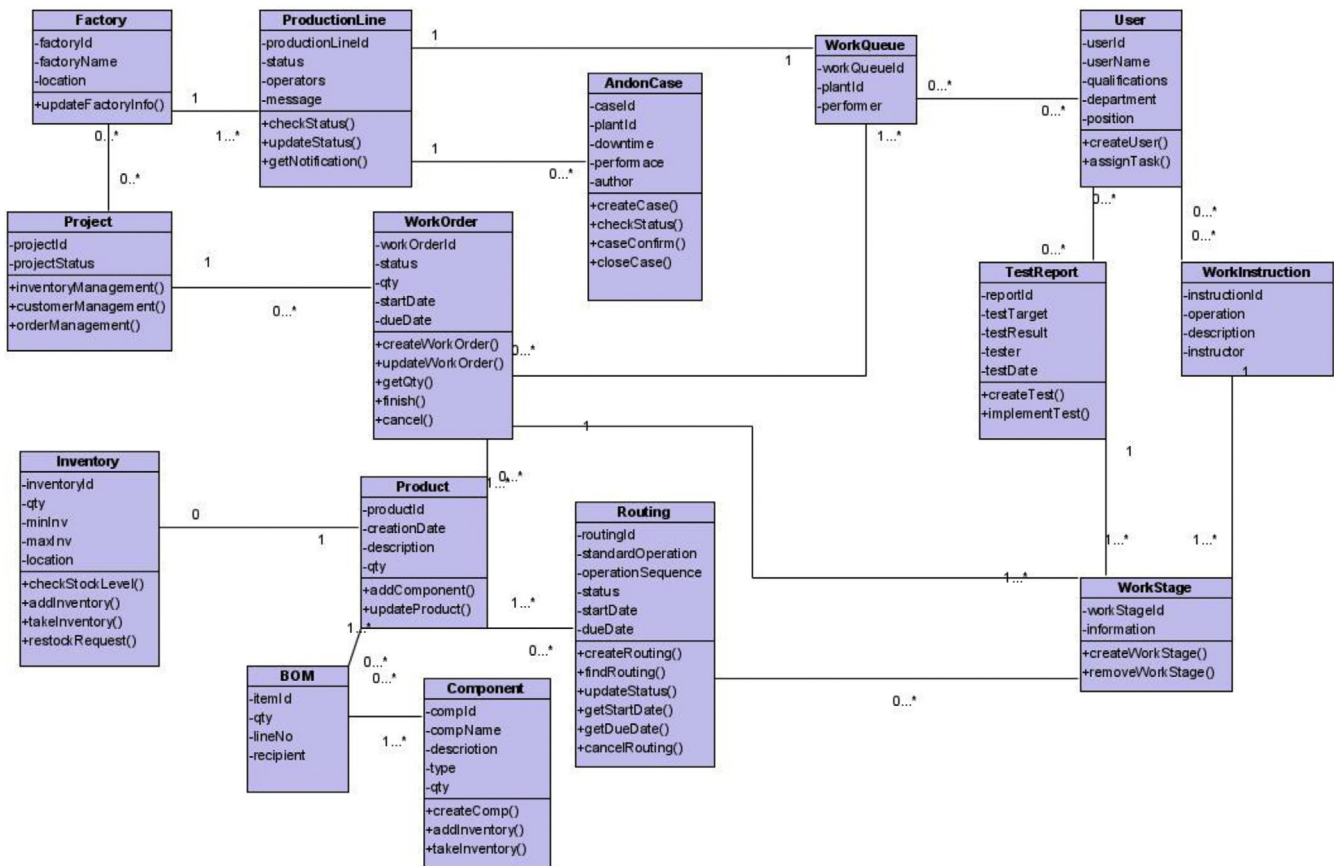 Factory
-factoryId
-factoryName
-location
+updateFactoryInfo()
ProductionLine
-productionLineId
-status
-operators
-message
+checkStatus()
+updateStatus()
+getNotification()
AndonCase
-caseId
-plantId
-downtime
-performace
-author
+createCase()
+checkStatus()
+caseConfirm()
+closeCase()
WorkQueue
-workQueueId
-plantId
-performer
User
-userId
-userName
-qualifications
-department
-position
+createUser()
+assignTask()
1
1...*
1
1
1
0...*
0...*
0...*
0...*
0..*
1...*
0...*
0...*
0...*
0...*
0...*
Project
-projectId
-projectStatus
+inventoryManagement()
+customerManagement()
+orderManagement()
1
0...*
WorkOrder
-workOrderId
-status
-qty
-startDate
-dueDate
+createWorkOrder()
+updateWorkOrder()
+getQty()
+finish()
+cancel()
TestReport
-reportId
-testTarget
-testResult
-tester
-testDate
+createTest()
+implementTest()
WorkInstruction
-instructionId
-operation
-description
-instructor
1
1
1
1...*
1...*
1...*
0...*
1...*
Inventory
-inventoryId
-qty
-minInv
-maxInv
-location
+checkStockLevel()
+addInventory()
+takeInventory()
+restockRequest()
0
1
Product
-productId
-creationDate
-description
-qty
+addComponent()
+updateProduct()
1...*
0...*
1...*
0...*
Routing
-routingId
-standardOperation
-operationSequence
-status
-startDate
-dueDate
+createRouting()
+findRouting()
+updateStatus()
+getStartDate()
+getDueDate()
+cancelRouting()
0...*
WorkStage
-workStageId
-information
+createWorkStage()
+removeWorkStage()
BOM
-itemId
-qty
-lineNo
-recipient
0...*
1...*
Component
-compId
-compName
-descriotion
-type
-qty
+createComp()
+addInventory()
+takeInventory()